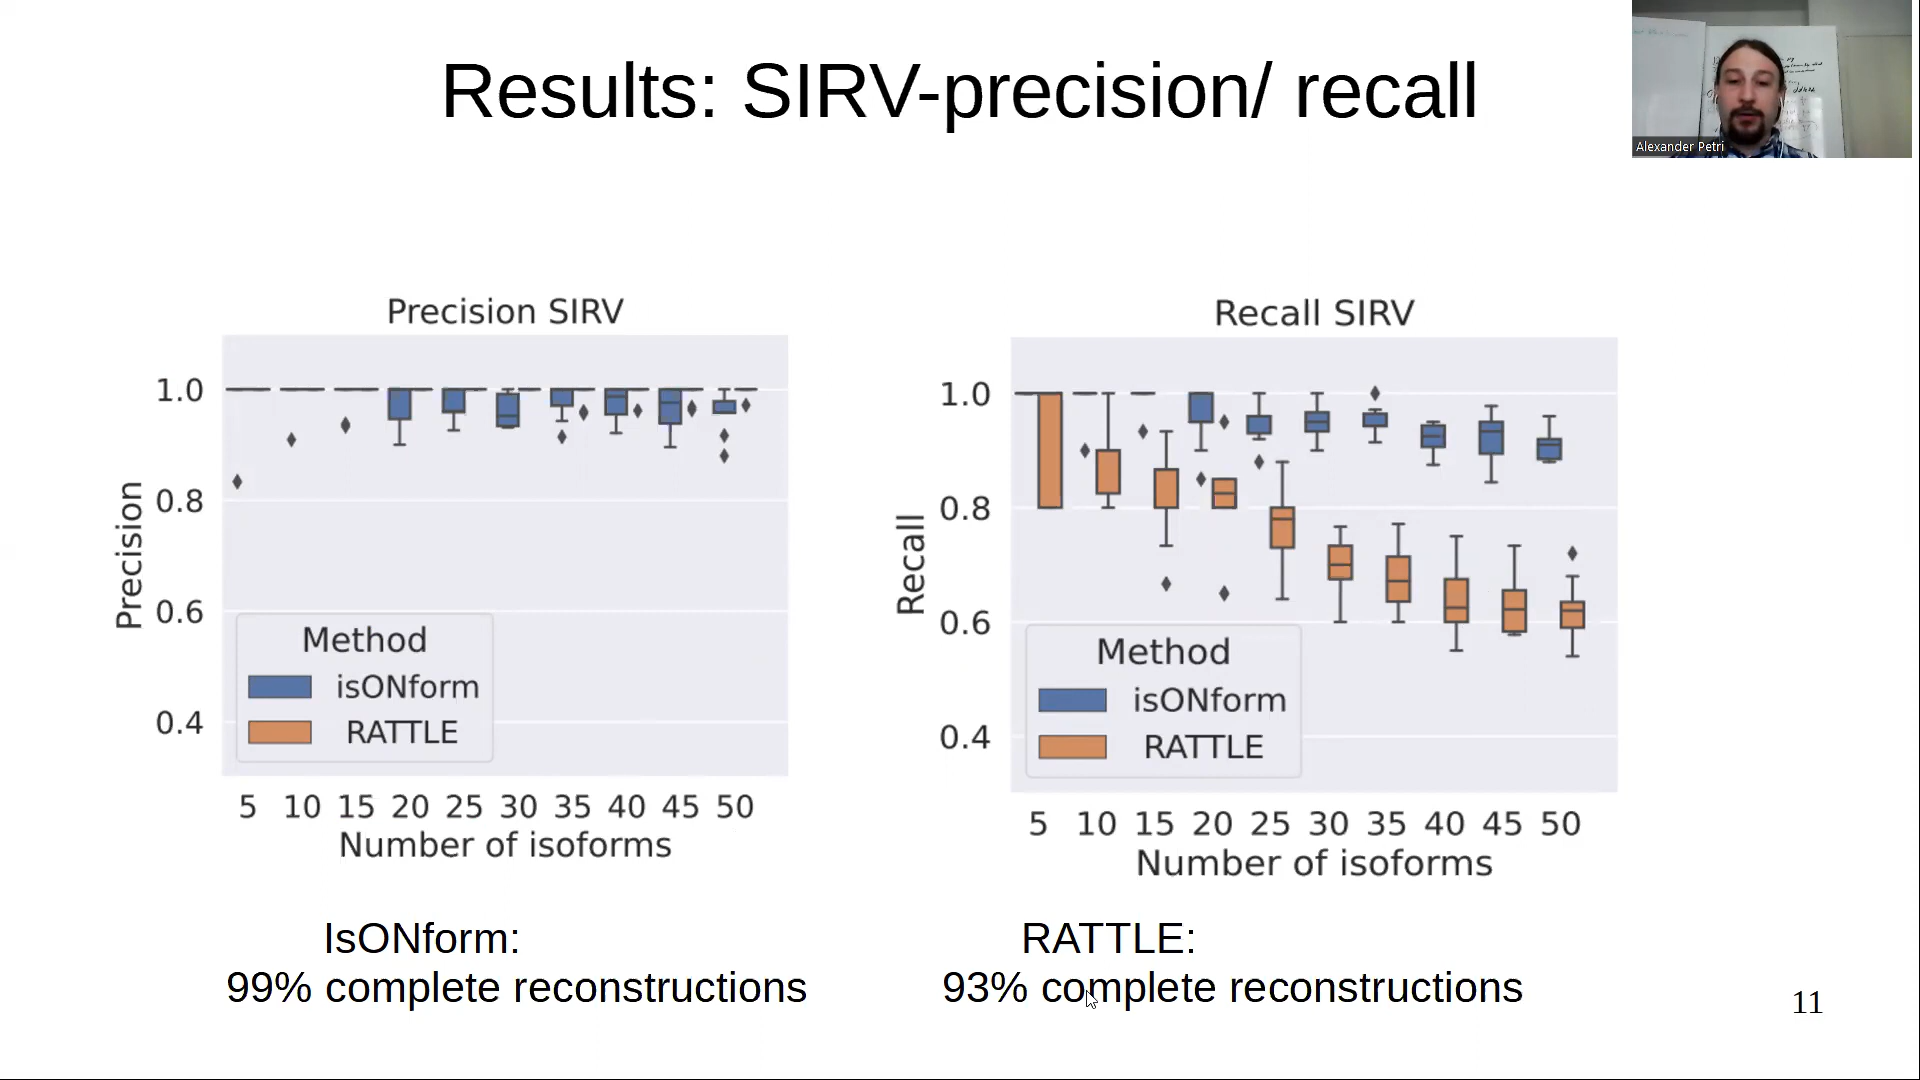 Results: SIRV-precision/ recall
Alexander Petri
Precision SIRV
1.0
0.8
0.6
0.4
Precision
Method
isONform
RATTLE
5 10 15 20 25 30 35 40 45 50
Number of isoforms
Recall SIRV
1.0
0.8
0.6
0.4
Recall
Method
isONform
RATTLE
5 10 15 20 25 30 35 40 45 50
Number of isoforms
IsONform:
99% complete reconstructions
RATTLE:
93% complete reconstructions
11